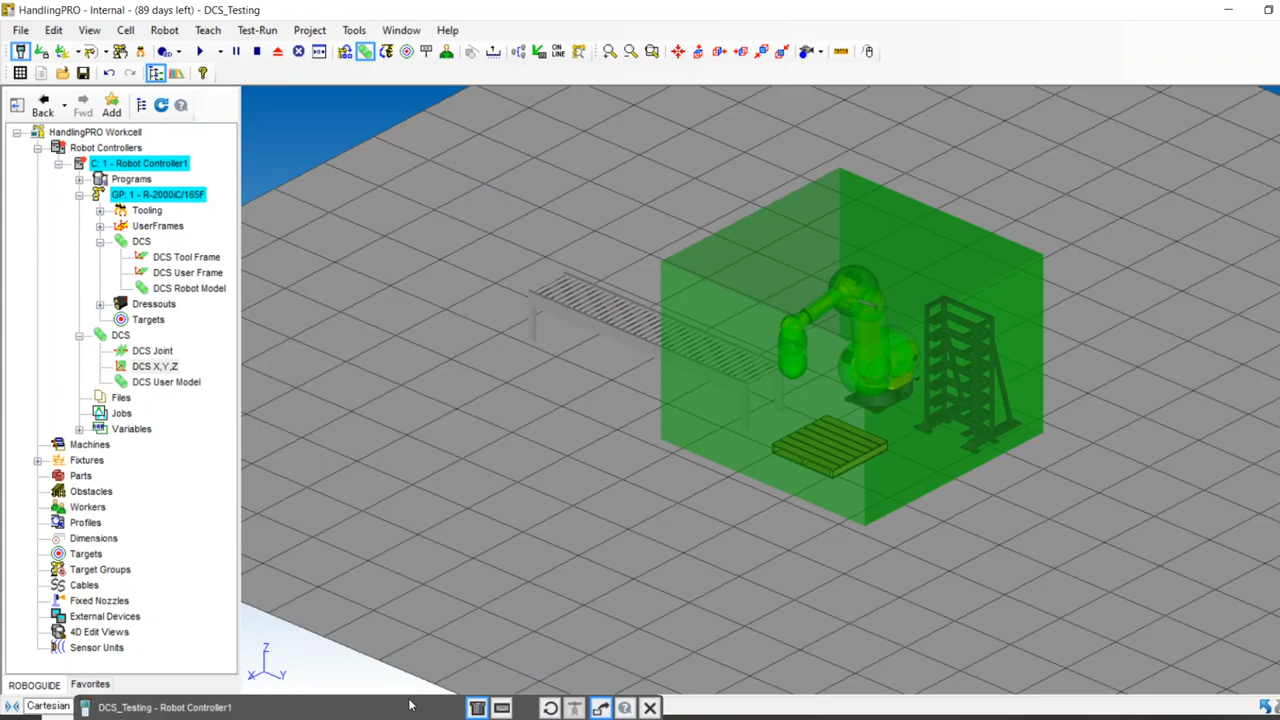 HandlingPRO - Internal - (89 days left) - DCS_Testing
File Edit View Cell Robot Teach Test-Run Project Tools Window Help
ON LINE
Back Fwd Add
HandlingPRO Workcell
Robot Controllers
C: 1 - Robot Controller1
Programs
GP: 1 - R-2000iC/165F
Tooling
UserFrames
DCS
DCS Tool Frame
DCS User Frame
DCS Robot Model
Dressouts
Targets
DCS
DCS Joint
DCS X,Y,Z
DCS User Model
Files
Jobs
Variables
Machines
Fixtures
Parts
Obstacles
Workers
Profiles
Dimensions
Targets
Target Groups
Cables
Fixed Nozzles
External Devices
4D Edit Views
Sensor Units
Z
X Y
ROBOGUIDE Favorites
Cartesian DCS_Testing - Robot Controller1